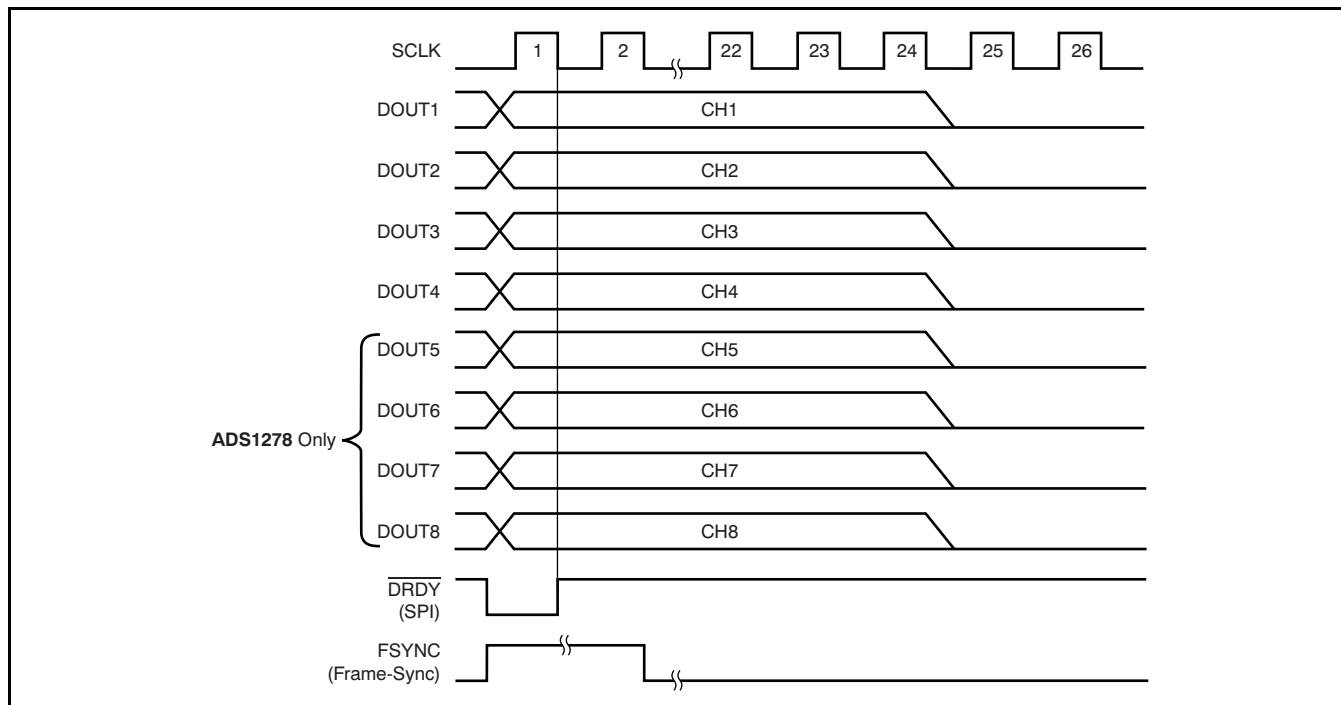 SCLK 1 2 22 23 24 25 26
DOUT1 CH1
DOUT2 CH2
DOUT3 CH3
DOUT4 CH4
DOUT5 CH5
DOUT6 CH6
ADS1278 Only
DOUT7 CH7
DOUT8 CH8
DRDY
(SPI)
FSYNC
(Frame-Sync)